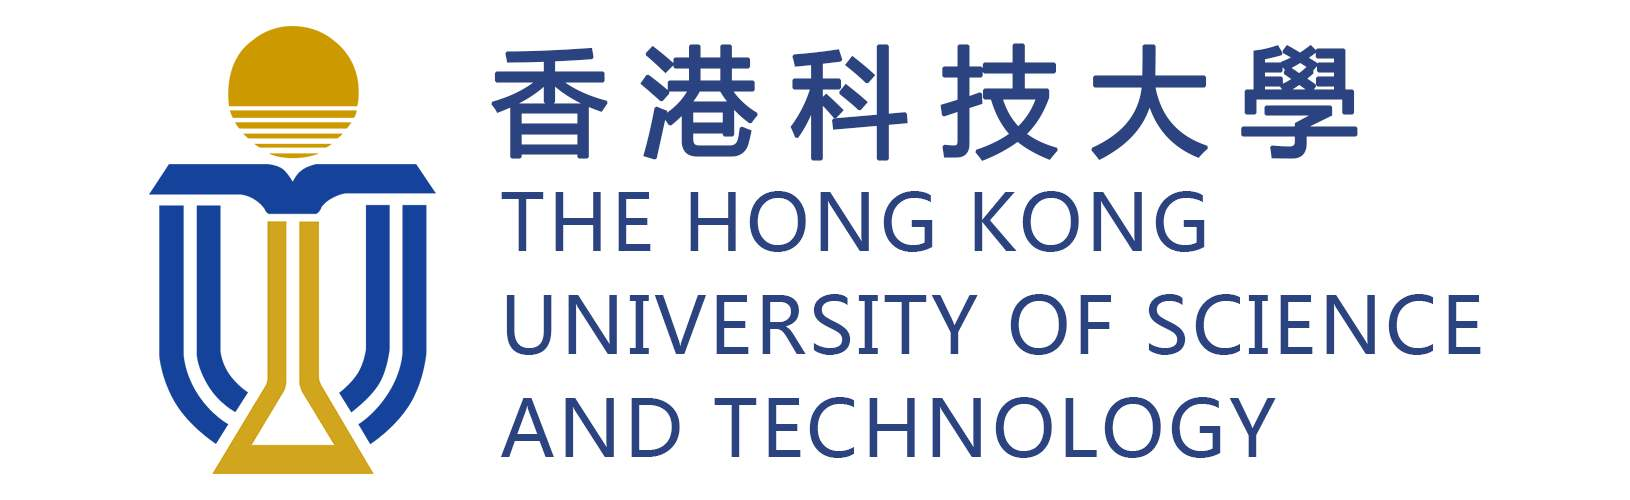 香港科技大學
THE HONG KONG
UNIVERSITY OF SCIENCE
AND TECHNOLOGY